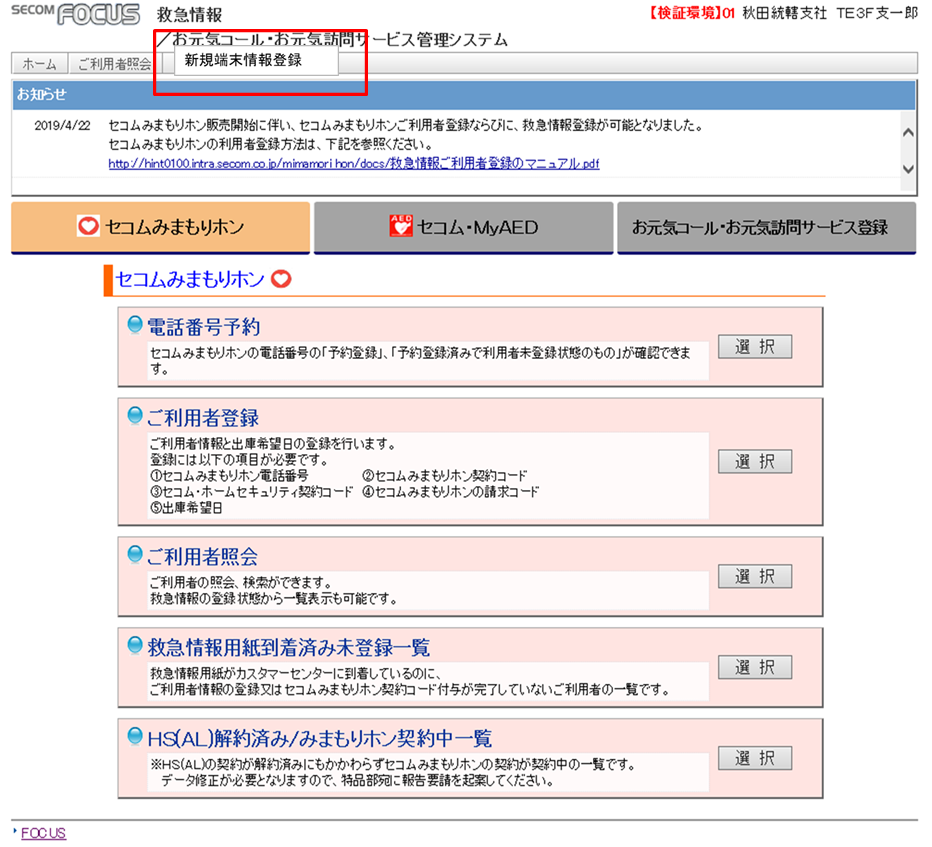 SECOM FOCUS 救急情報
【検証環境】01 秋田統轄支社 TE3F支一郎
／お元気コール・お元気訪問サービス管理システム
ホーム ご利用者照会 新規端末情報登録
お知らせ
2019/4/22 セコムみまもりホン販売開始に伴い、セコムみまもりホンご利用者登録ならびに、救急情報登録が可能となりました。
セコムみまもりホンの利用者登録方法は、下記を参照ください。
http://hint0100.intra.secom.co.jp/mimamorihon/docs/救急情報ご利用者登録のマニュアル.pdf
セコムみまもりホン AED セコム・MyAED お元気コール・お元気訪問サービス登録
セコムみまもりホン
電話番号予約
セコムみまもりホンの電話番号の「予約登録」、「予約登録済みで利用者未登録状態のもの」が確認できま
す。
選 択
ご利用者登録
ご利用者情報と出庫希望日の登録を行います。
登録には以下の項目が必要です。
①セコムみまもりホン電話番号 ②セコムみまもりホン契約コード
③セコム・ホームセキュリティ契約コード ④セコムみまもりホンの請求コード
⑤出庫希望日
選 択
ご利用者照会
ご利用者の照会、検索ができます。
救急情報の登録状態から一覧表示も可能です。
選 択
救急情報用紙到着済み未登録一覧
救急情報用紙がカスタマーセンターに到着しているのに、
ご利用者情報の登録又はセコムみまもりホン契約コード付与が完了していないご利用者の一覧です。
選 択
HS(AL)解約済み/みまもりホン契約中一覧
※HS(AL)の契約が解約済みにもかかわらずセコムみまもりホンの契約が契約中の一覧です。
データ修正が必要となりますので、特品部宛に報告要請を起案してください。
選 択
FOCUS